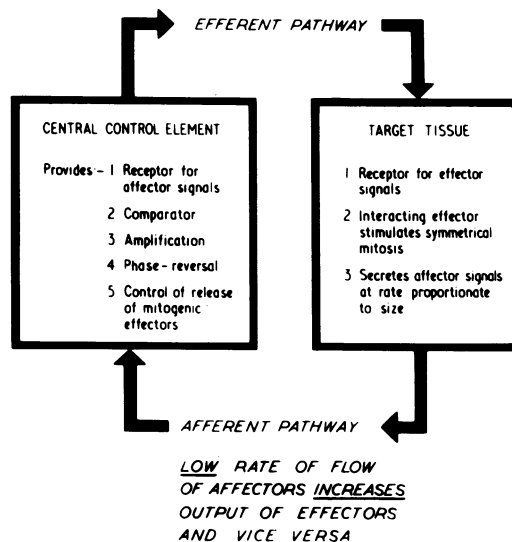 EFFERENT PATHWAY
CENTRAL CONTROL ELEMENT
Provides - 1 Receptor for
affector signals
2 Comparator
3 Amplification
4 Phase - reversal
5 Control of release
of mitogenic
effectors
TARGET TISSUE
1 Receptor for effector
signals
2 Interacting effector
stimulates symmetrical
mitosis
3 Secretes affector signals
at rate proportionate
to size
AFFERENT PATHWAY
LOW RATE OF FLOW
OF AFFECTORS INCREASES
OUTPUT OF EFFECTORS
AND VICE VERSA